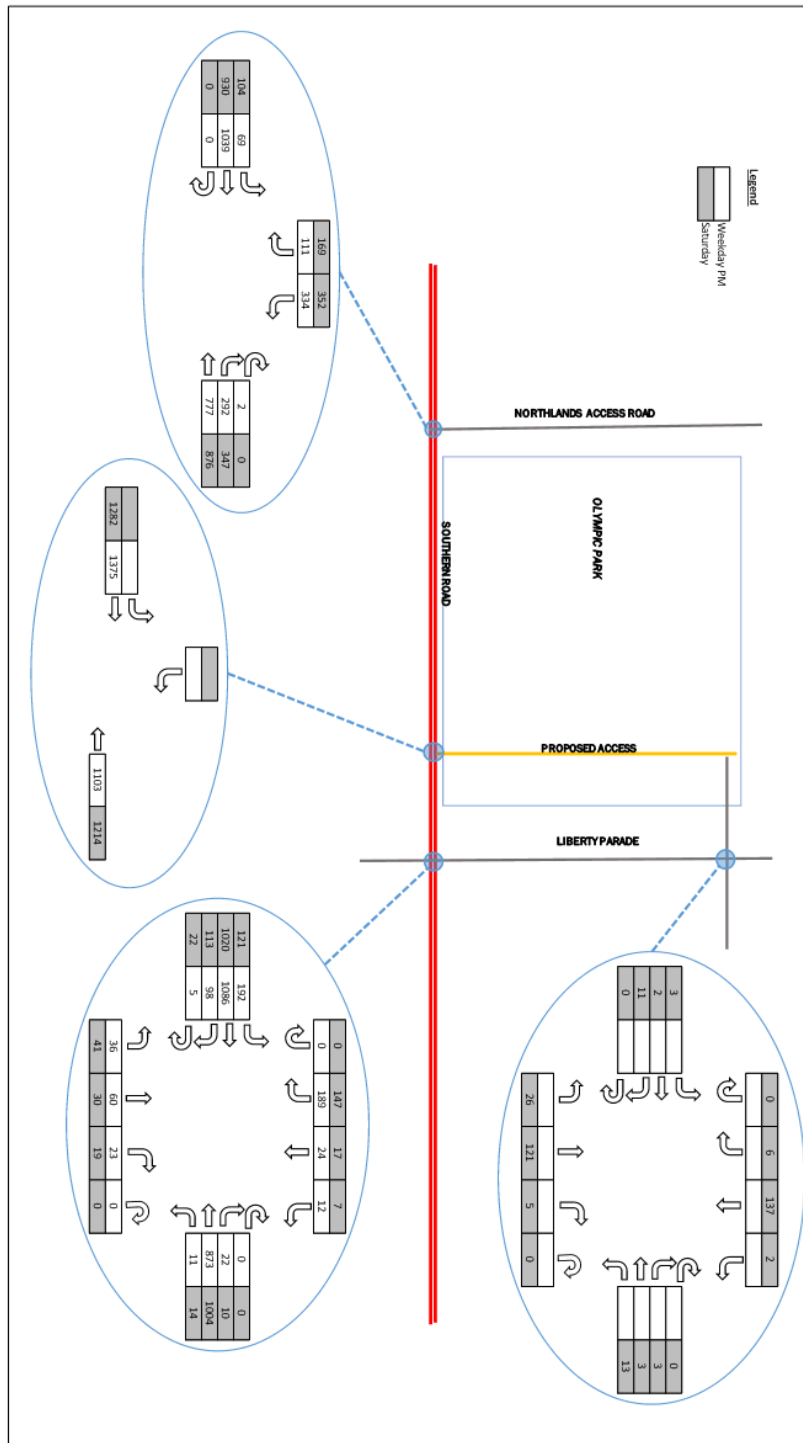 Legend
Weekday PM
Saturday
NORTHLANDS ACCESS ROAD
OLYMPIC PARK
SOUTHERN ROAD
PROPOSED ACCESS
LIBERTY PARADE
169 352
111 334
104 69
930 1039
0 0
2 0
292 347
777 876
1282 1375
1103 1214
0 147 17 7
0 189 24 12
121 192
1020 1086
113 98
22 5
0 0
22 10
873 1004
11 14
36 60 23 0
41 30 19 0
0 6 137 2
3
2
11
0
0
3
3
13
26 121 5 0